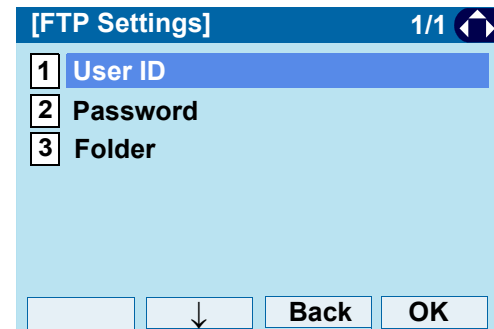 [FTP Settings] 1/1
1 User ID
2 Password
3 Folder
↓ Back OK